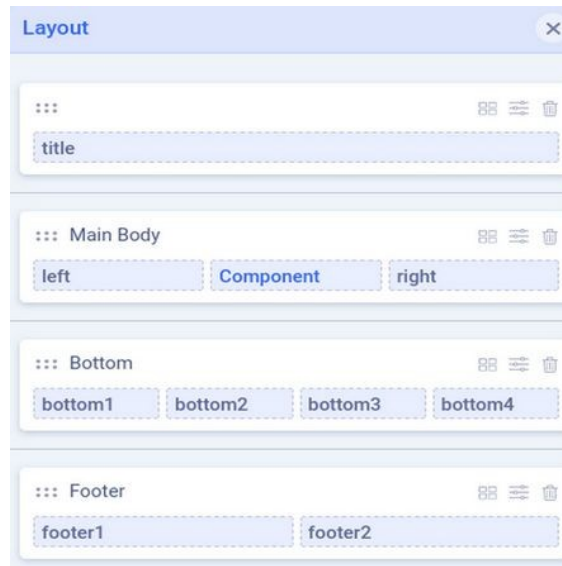 Layout
title
Main Body
left Component right
Bottom
bottom1 bottom2 bottom3 bottom4
Footer
footer1 footer2